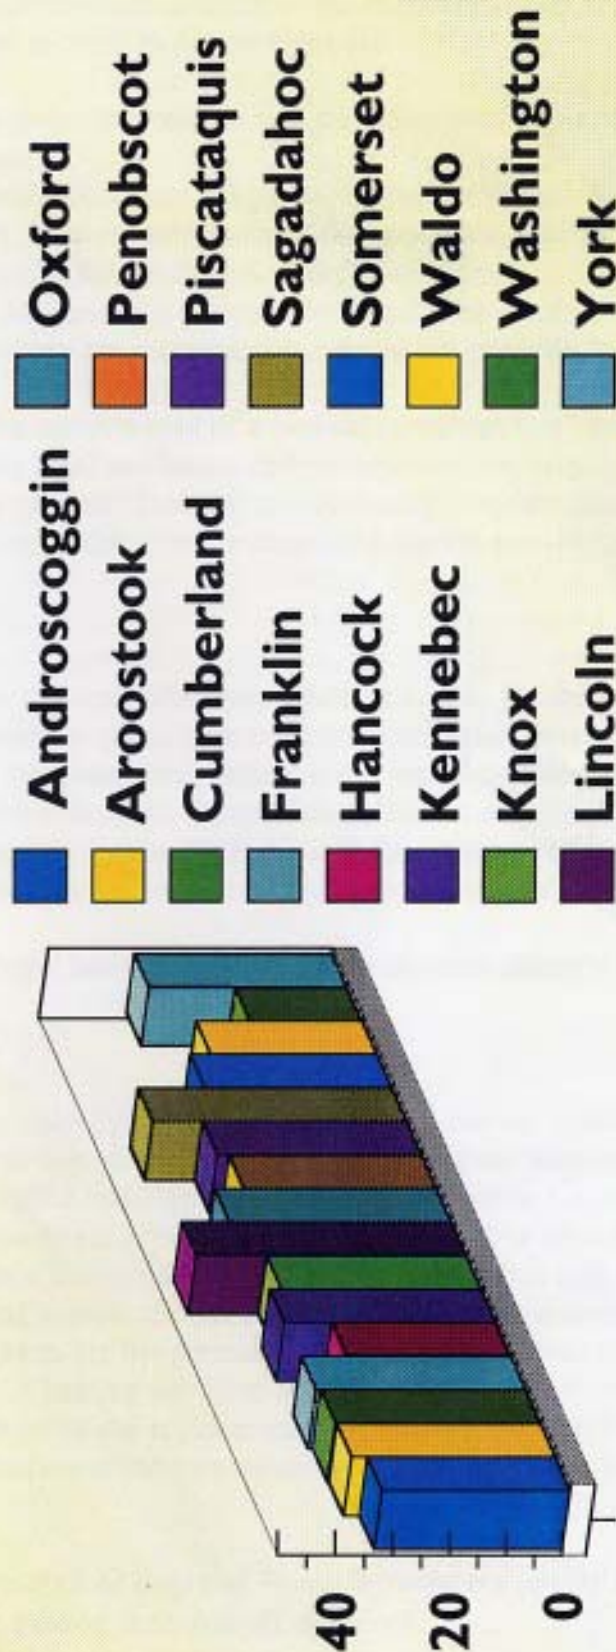 Androscoggin
Aroostook
Cumberland
Franklin
Hancock
Kennebec
Knox
Lincoln
Oxford
Penobscot
Piscataquis
Sagadahoc
Somerset
Waldo
Washington
York
40
20
0